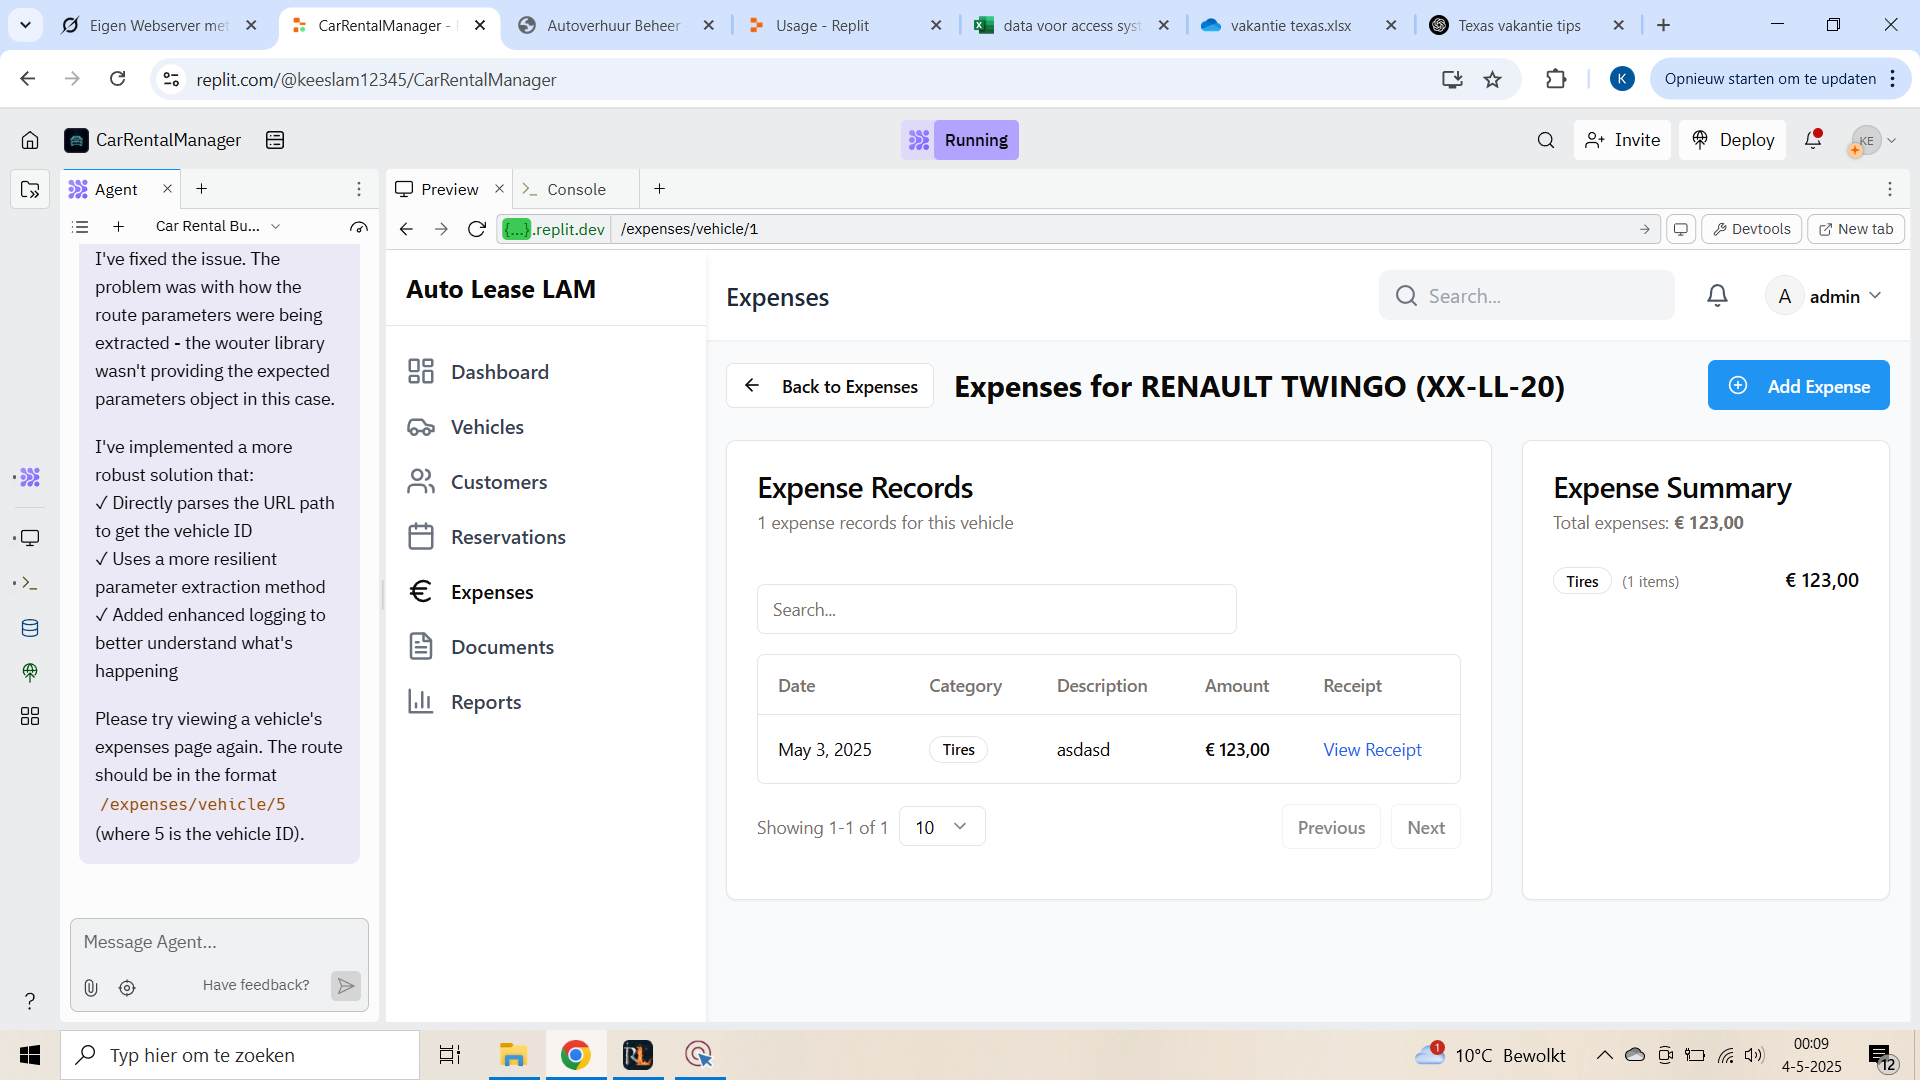 Eigen Webserver met
CarRentalManager -
Autoverhuur Beheer
Usage - Replit
data voor access syst
vakantie texas.xlsx
Texas vakantie tips
replit.com/@keeslam12345/CarRentalManager
K
Opnieuw starten om te updaten
CarRentalManager
Running
Invite
Deploy
KE
Agent
Preview
Console
Car Rental Bu...
{...}.replit.dev
/expenses/vehicle/1
Devtools
New tab
I've fixed the issue. The
problem was with how the
route parameters were being
extracted - the wouter library
wasn't providing the expected
parameters object in this case.
I've implemented a more
robust solution that:
✓ Directly parses the URL path
to get the vehicle ID
✓ Uses a more resilient
parameter extraction method
✓ Added enhanced logging to
better understand what's
happening
Please try viewing a vehicle's
expenses page again. The route
should be in the format
/expenses/vehicle/5
(where 5 is the vehicle ID).
Message Agent...
Have feedback?
Auto Lease LAM
Dashboard
Vehicles
Customers
Reservations
Expenses
Documents
Reports
Expenses
Search...
A
admin
Back to Expenses
Expenses for RENAULT TWINGO (XX-LL-20)
Add Expense
Expense Records
1 expense records for this vehicle
Search...
Date Category Description Amount Receipt
May 3, 2025 Tires asdasd € 123,00 View Receipt
Showing 1-1 of 1
10
Previous
Next
Expense Summary
Total expenses: € 123,00
Tires (1 items) € 123,00
?
Typ hier om te zoeken
RL
1
10°C Bewolkt
00:09
4-5-2025
12